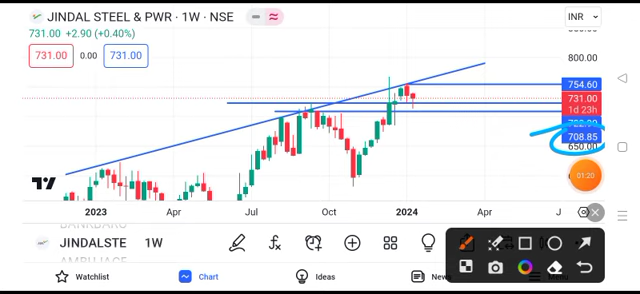 JINDAL STEEL & PWR · 1W · NSE
INR
731.00 +2.90 (+0.40%)
731.00 0.00 731.00
800.00
754.60
731.00
1d 23h
708.85
650.00
01:20
2023 Apr Jul Oct 2024 Apr
JINDALSTE 1W
Watchlist Chart Ideas News